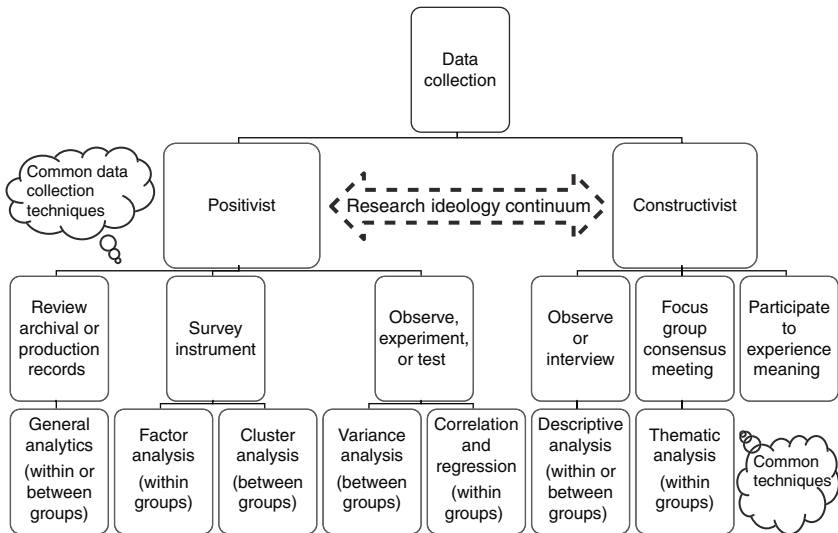 Data
collection
Common data
collection
techniques
Positivist
Research ideology continuum
Constructivist
Review
archival or
production
records
Survey
instrument
Observe,
experiment,
or test
Observe
or
interview
Focus
group
consensus
meeting
Participate
to
experience
meaning
General
analytics
(within or
between
groups)
Factor
analysis
(within
groups)
Cluster
analysis
(between
groups)
Variance
analysis
(between
groups)
Correlation
and
regression
(within
groups)
Descriptive
analysis
(within or
between
groups)
Thematic
analysis
(within
groups)
Common
techniques